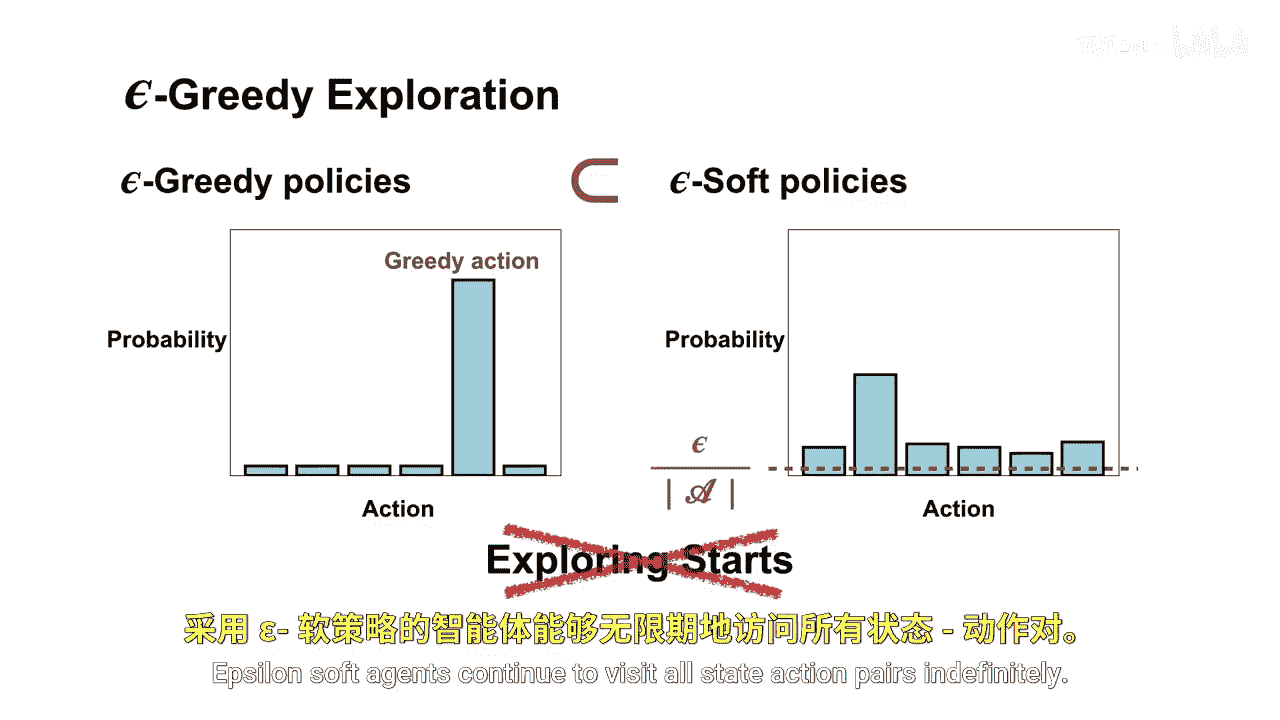 ϵ-Greedy Exploration
ϵ-Greedy policies ⊂ ϵ-Soft policies
Greedy action
Probability
Action
Probability
ϵ
| 𝒜 |
Action
Exploring Starts
采用 ε- 软策略的智能体能够无限期地访问所有状态 - 动作对。
Epsilon soft agents continue to visit all state action pairs indefinitely.